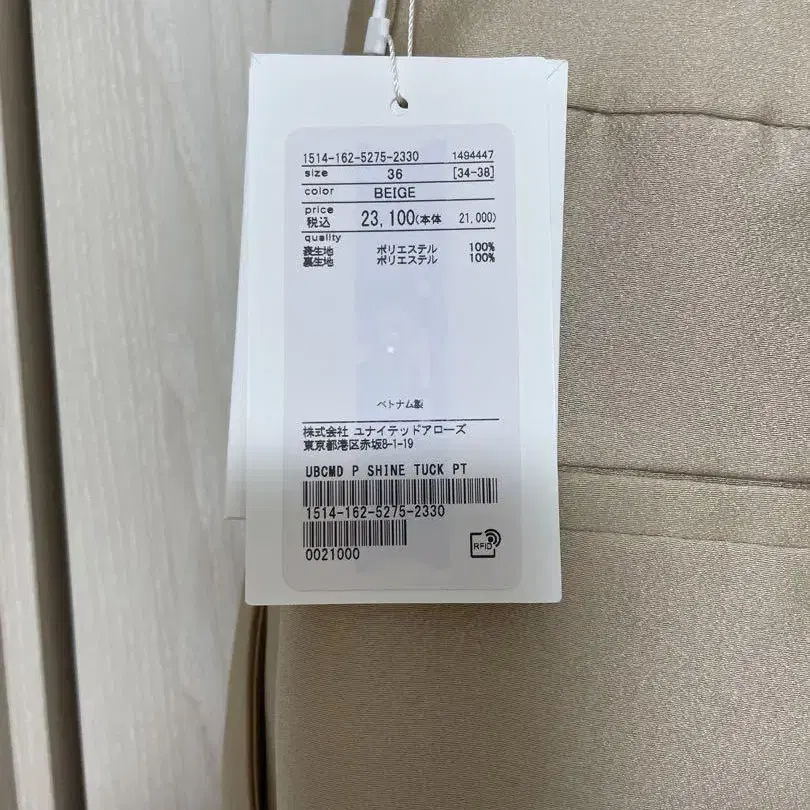 1514-162-5275-2330 1494447
size 36 [34-38]
color BEIGE
price
税込 23,100(本体 21,000)
quality
表生地 ポリエステル 100%
裏生地 ポリエステル 100%
ベトナム製
株式会社 ユナイテッドアローズ
東京都港区赤坂8-1-19
UBCMD P SHINE TUCK PT
1514-162-5275-2330
0021000
RFID